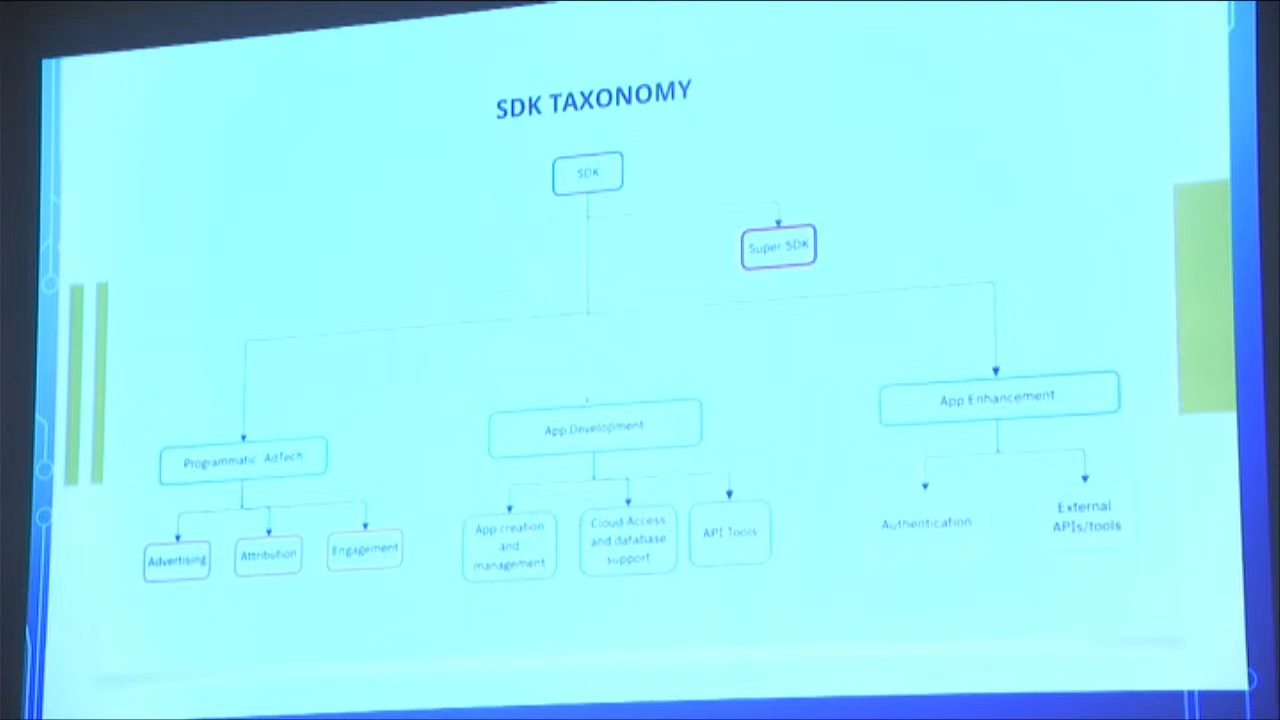 SDK TAXONOMY
SDK
Super SDK
App Enhancement
App Development
Programmatic AdTech
Advertising
Attribution
Engagement
App creation
and
management
Cloud Access
and database
support
API Tools
Authentication
External
APIs/tools